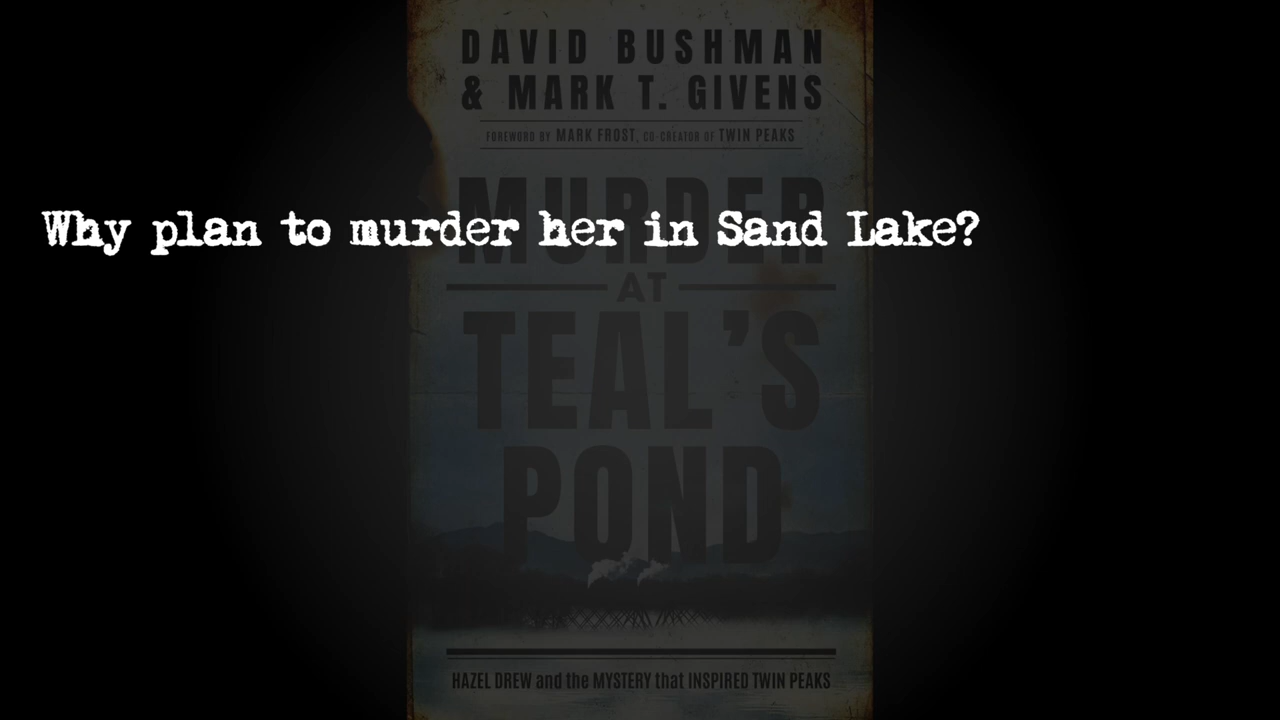 DAVID BUSHMAN
& MARK T. GIVENS
FOREWORD BY MARK FROST, CO-CREATOR OF TWIN PEAKS
MURDER
Why plan to murder her in Sand Lake?
AT
TEAL'S
POND
HAZEL DREW and the MYSTERY that INSPIRED TWIN PEAKS